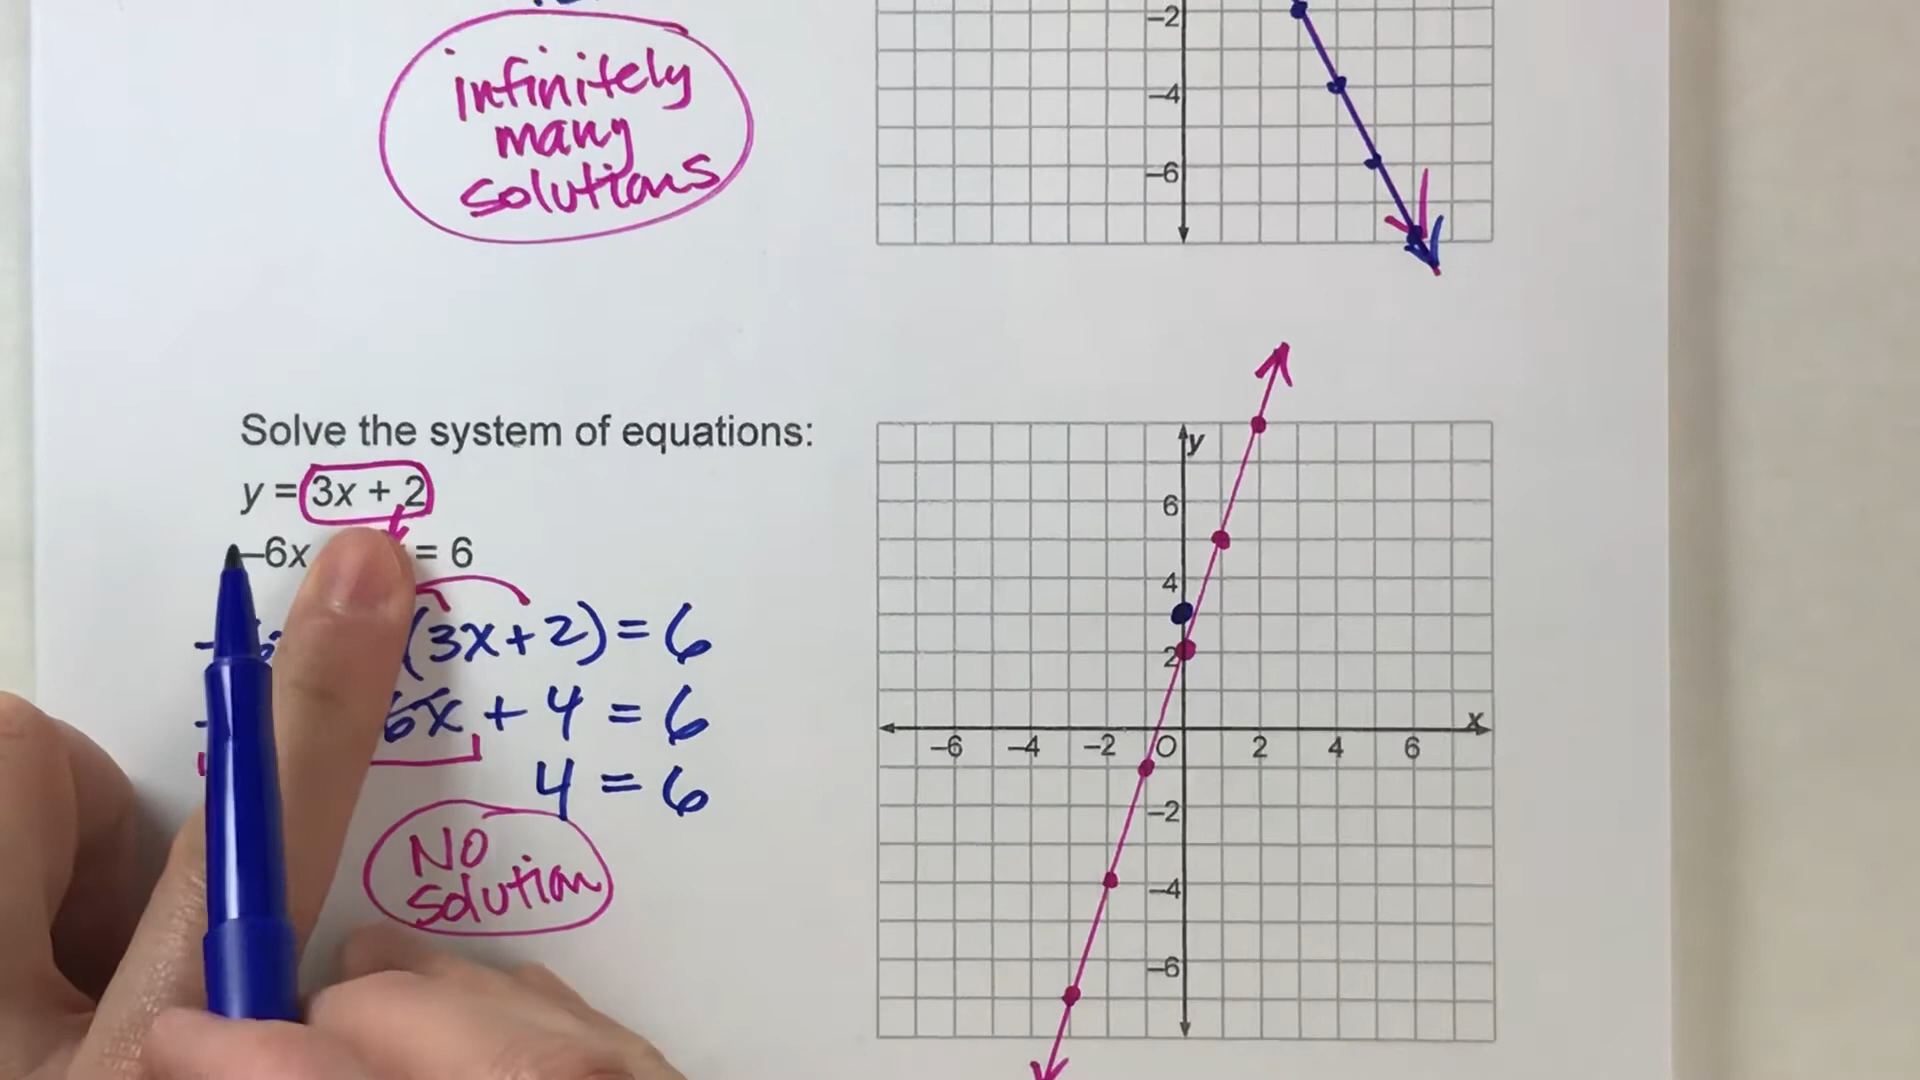 infinitely
many
solutions
-2
-4
-6
Solve the system of equations:
y = 3x + 2
-6x = 6
(3x+2) = 6
6x + 4 = 6
4 = 6
No
Solution
y
6
4
2
-6 -4 -2 O 2 4 6 x
-2
-4
-6